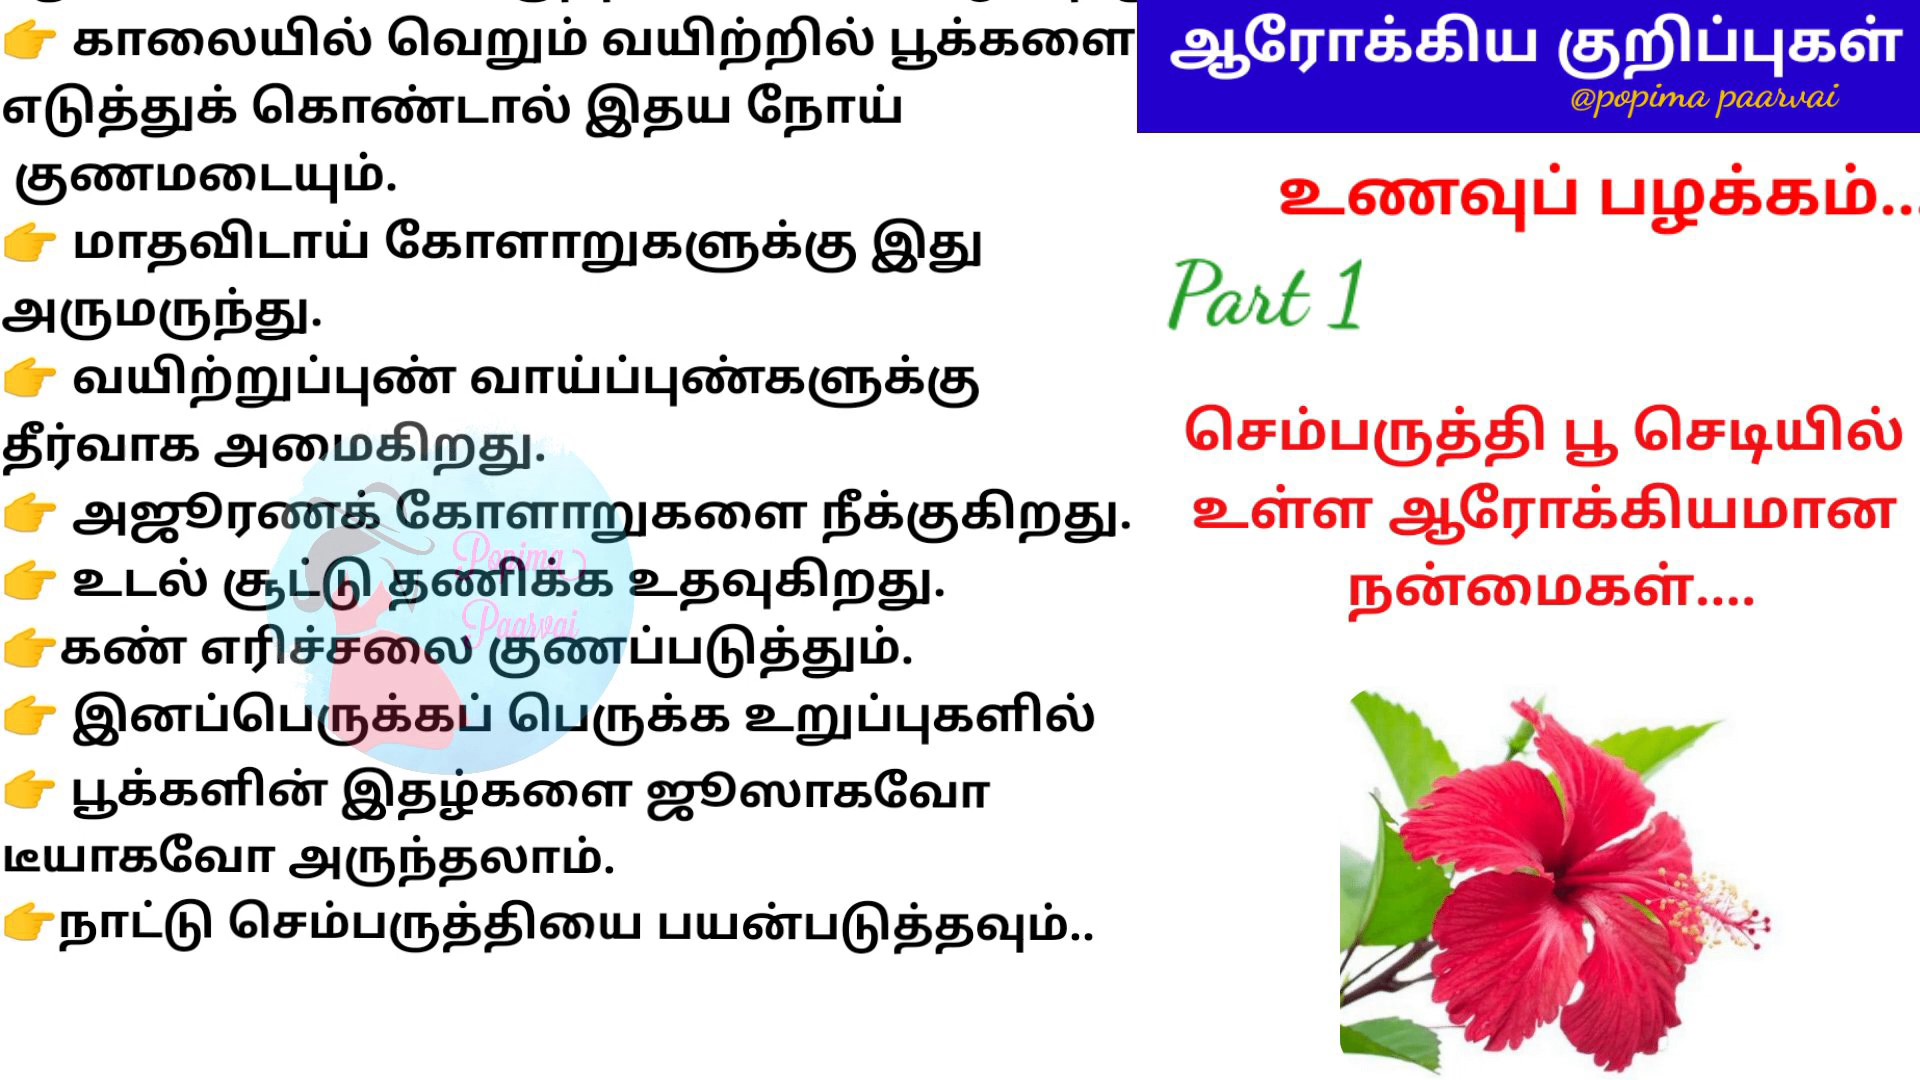 👉 காலையில் வெறும் வயிற்றில் பூக்களை
எடுத்துக் கொண்டால் இதய நோய்
குணமடையும்.
👉 மாதவிடாய் கோளாறுகளுக்கு இது
அருமருந்து.
👉 வயிற்றுப்புண் வாய்ப்புண்களுக்கு
தீர்வாக அமைகிறது.
👉 அஜூரணக் கோளாறுகளை நீக்குகிறது.
👉 உடல் சூட்டு தணிக்க உதவுகிறது.
👉கண் எரிச்சலை குணப்படுத்தும்.
👉 இனப்பெருக்கப் பெருக்க உறுப்புகளில்
👉 பூக்களின் இதழ்களை ஜூஸாகவோ
டீயாகவோ அருந்தலாம்.
👉நாட்டு செம்பருத்தியை பயன்படுத்தவும்..
Popima
Paarvai
ஆரோக்கிய குறிப்புகள்
@popima paarvai
உணவுப் பழக்கம்...
Part 1
செம்பருத்தி பூ செடியில்
உள்ள ஆரோக்கியமான
நன்மைகள்....